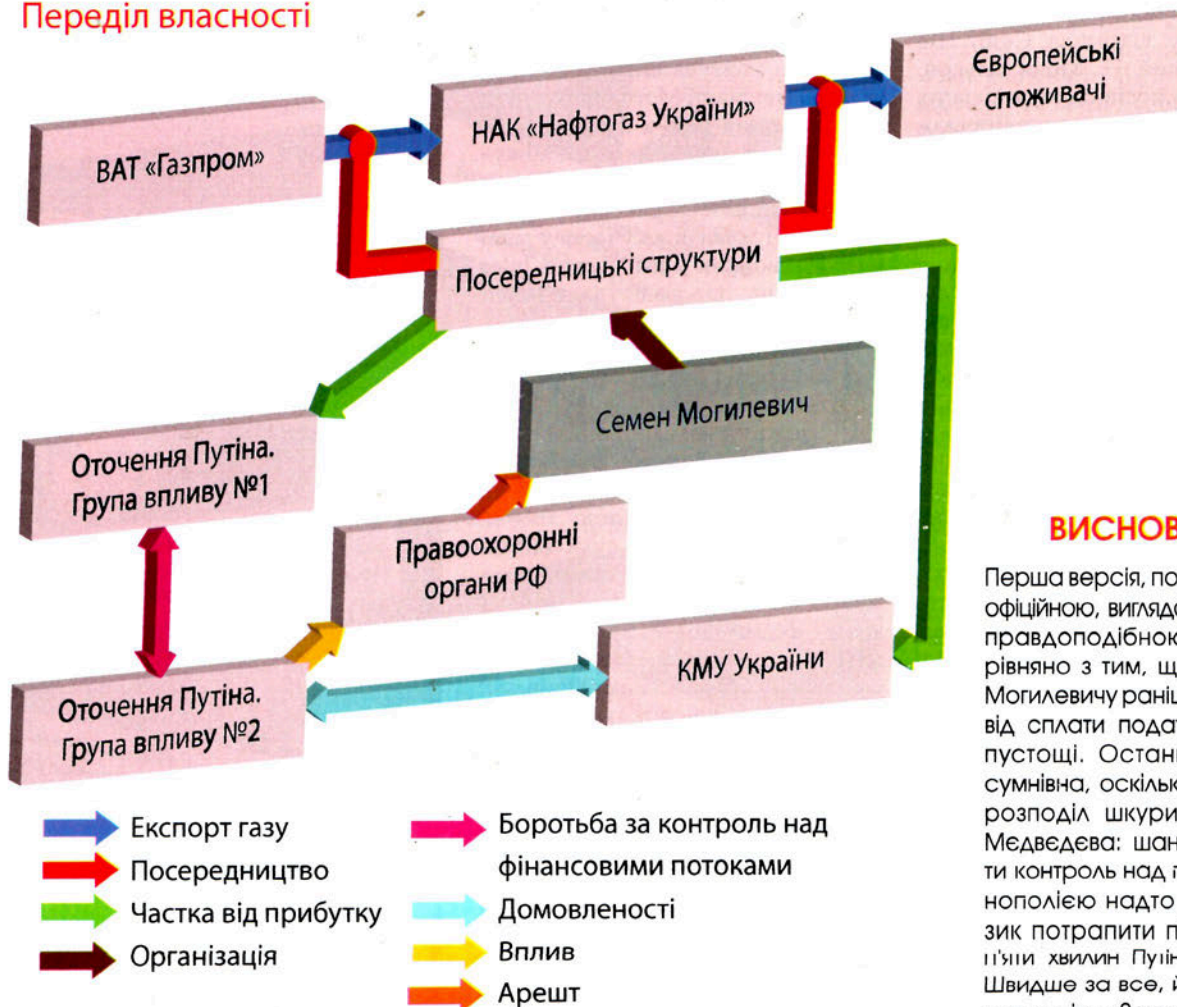 Переділ власності
ВАТ «Газпром»
НАК «Нафтогаз України»
Європейські
споживачі
Посередницькі структури
Семен Могилевич
Оточення Путіна.
Група впливу №1
Правоохоронні
органи РФ
КМУ України
Оточення Путіна.
Група впливу №2
Експорт газу
Посередництво
Частка від прибутку
Організація
Боротьба за контроль над
фінансовими потоками
Домовленості
Вплив
Арешт
ВИСНОВ
Перша версія, по
офіційною, вигляда
правдоподібною
рівняно з тим, щ
Могилевичу раніш
від сплати подат
пустощі. Остан
сумнівна, оскільк
розподіл шкури
Мєдвєдєва: шан
ти контроль над
нополією надто
зик потрапити п
п'яти хвилин Путін
Швидше за все, й